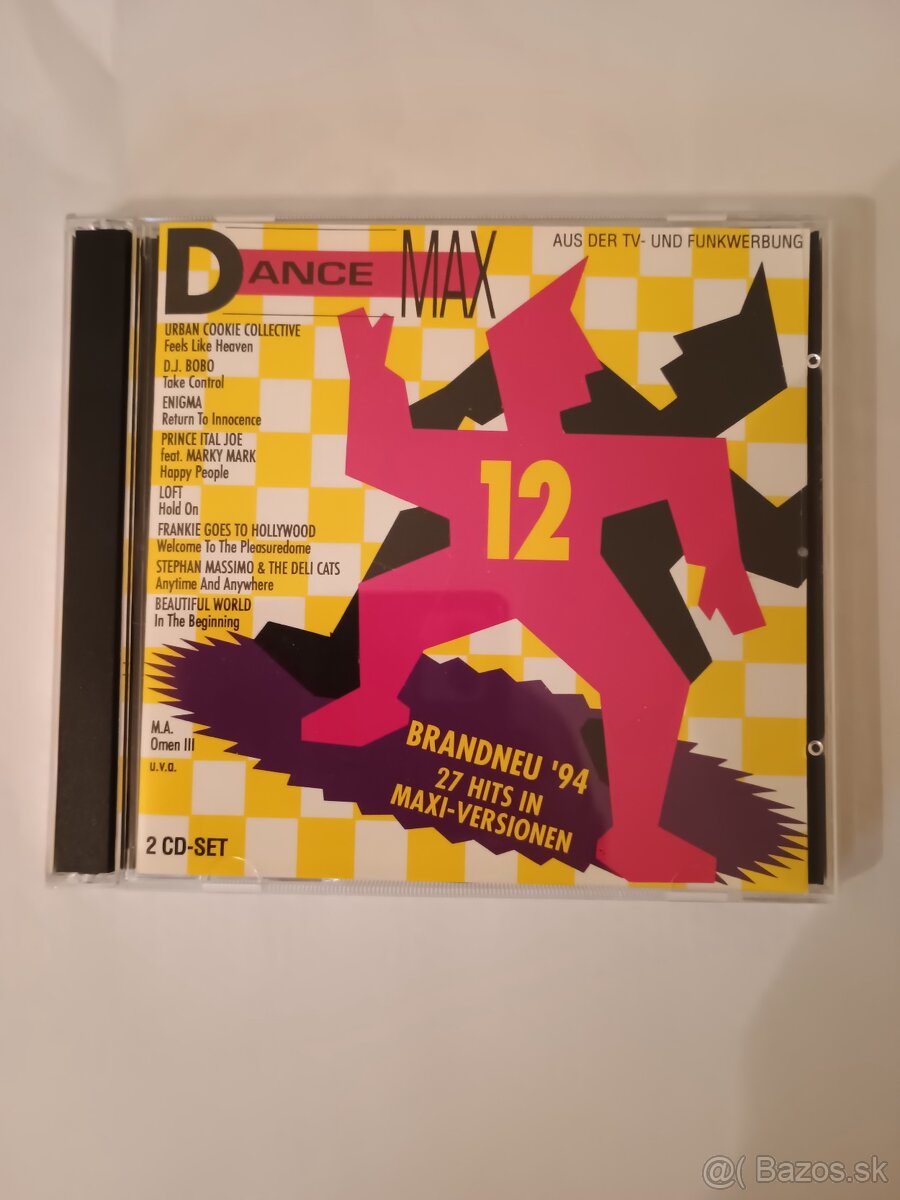 DANCE MAX
AUS DER TV- UND FUNKWERBUNG
URBAN COOKIE COLLECTIVE
Feels Like Heaven
D.J. BOBO
Take Control
ENIGMA
Return To Innocence
PRINCE ITAL JOE
feat. MARKY MARK
Happy People
LOFT
Hold On
FRANKIE GOES TO HOLLYWOOD
Welcome To The Pleasuredome
STEPHAN MASSIMO & THE DELI CATS
Anytime And Anywhere
BEAUTIFUL WORLD
In The Beginning
12
M.A.
Omen III
u.v.a.
BRANDNEU '94
27 HITS IN
MAXI-VERSIONEN
2 CD-SET
@( Bazos.sk